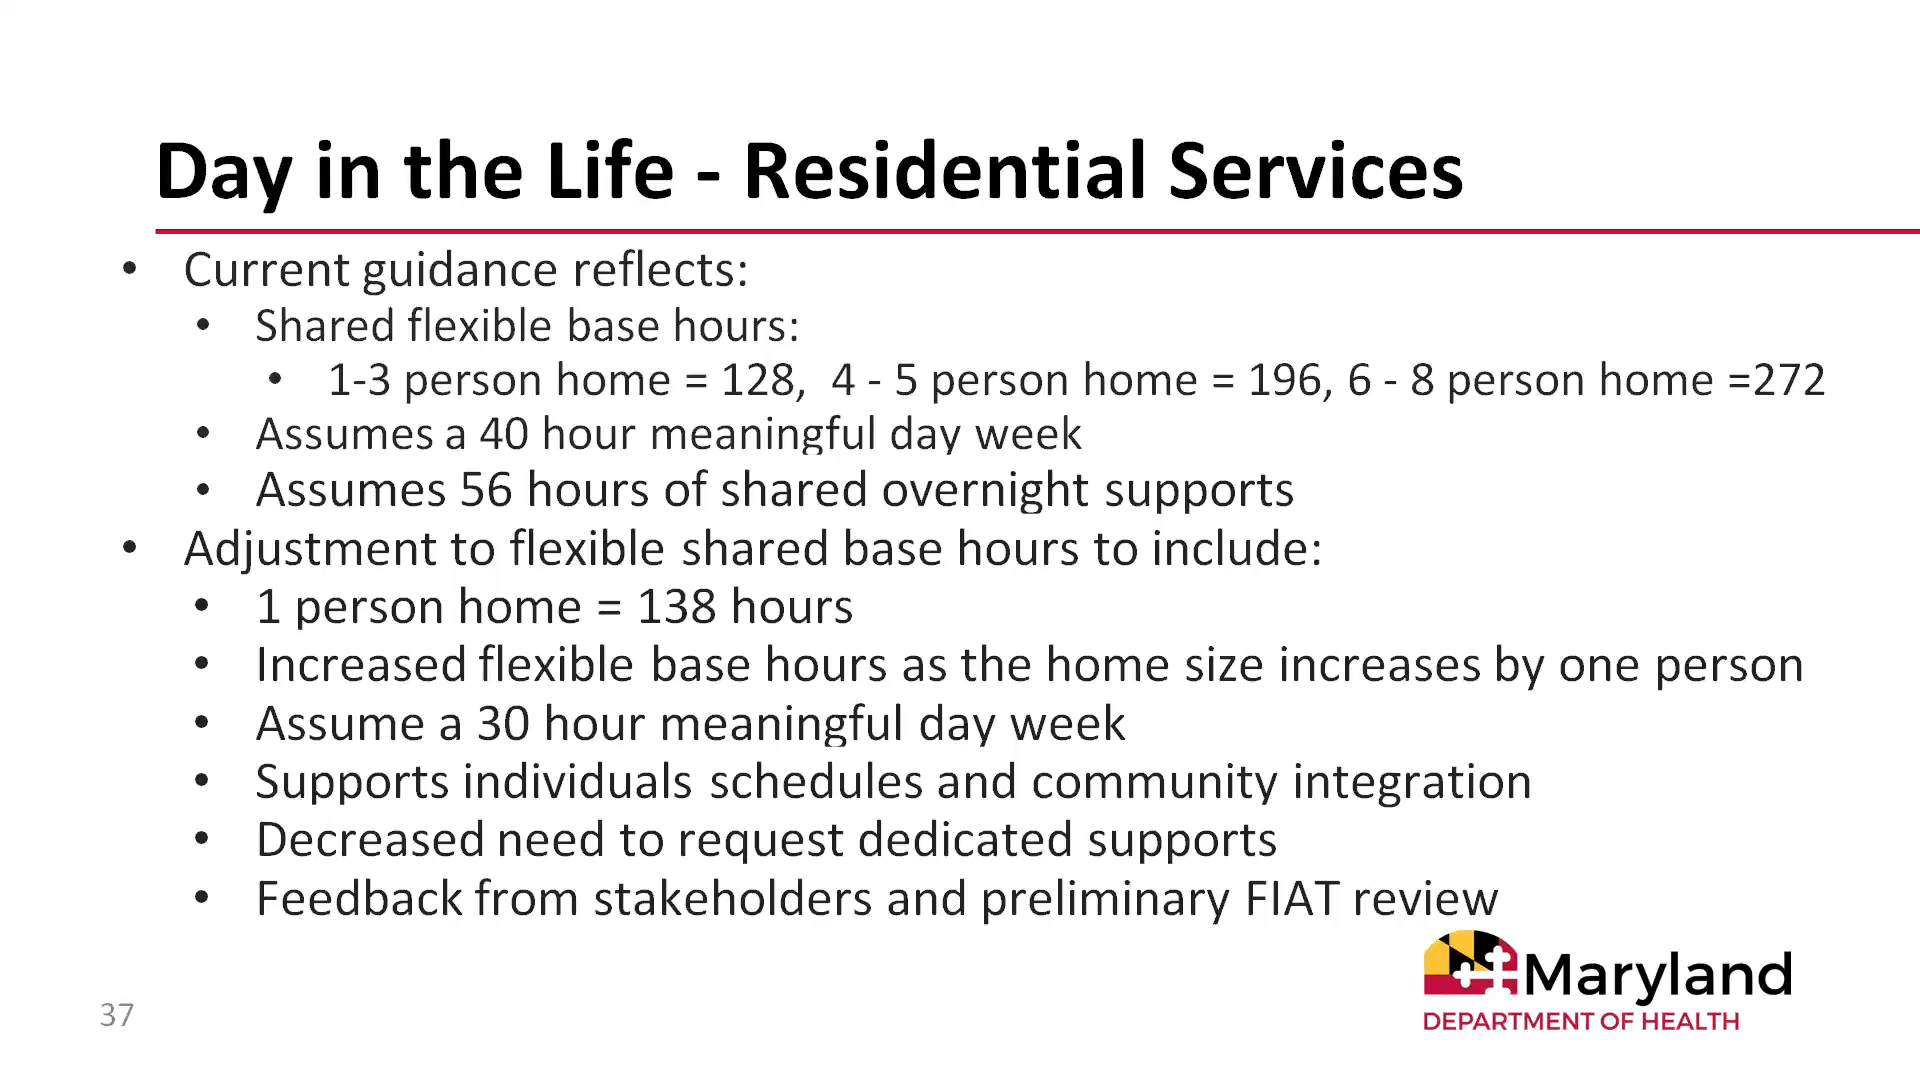 Day in the Life - Residential Services
• Current guidance reflects:
• Shared flexible base hours:
• 1-3 person home = 128, 4 - 5 person home = 196, 6 - 8 person home =272
• Assumes a 40 hour meaningful day week
• Assumes 56 hours of shared overnight supports
• Adjustment to flexible shared base hours to include:
• 1 person home = 138 hours
• Increased flexible base hours as the home size increases by one person
• Assume a 30 hour meaningful day week
• Supports individuals schedules and community integration
• Decreased need to request dedicated supports
• Feedback from stakeholders and preliminary FIAT review
Maryland
DEPARTMENT OF HEALTH
37